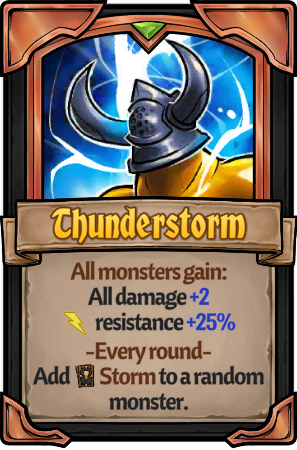 Thunderstorm
All monsters gain:
All damage +2
resistance +25%
-Every round-
Add Storm to a random
monster.